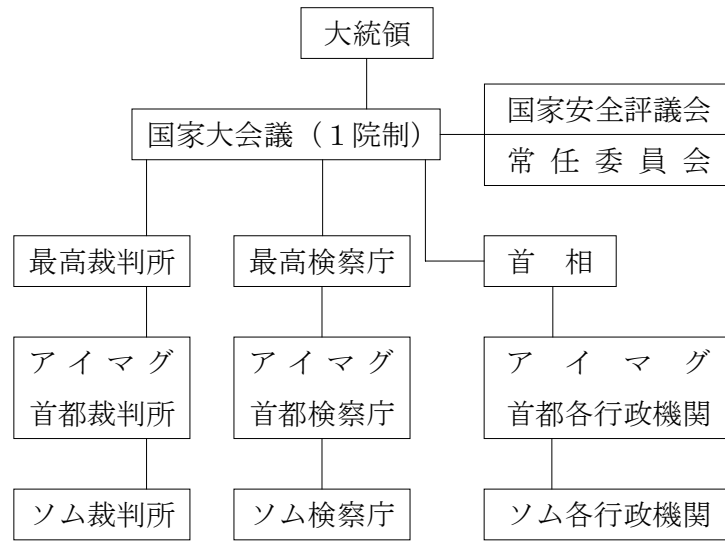 大統領
国家大会議（１院制）
国家安全評議会
常任委員会
最高裁判所
最高検察庁
首相
アイマグ
首都裁判所
アイマグ
首都検察庁
アイマグ
首都各行政機関
ソム裁判所
ソム検察庁
ソム各行政機関